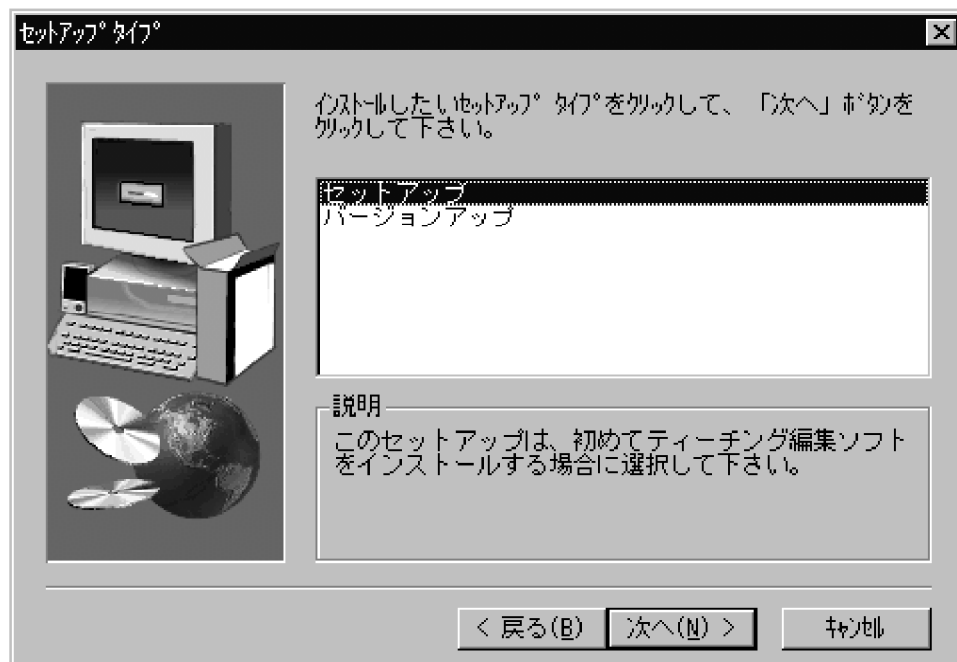 セットアップ タイプ
インストールしたいセットアップ タイプをクリックして、 「次へ」ボタンを
クリックして下さい。
セットアップ
バージョンアップ
説明
このセットアップは、初めてティーチング編集ソフト
をインストールする場合に選択して下さい。
< 戻る(B)
次へ(N) >
キャンセル